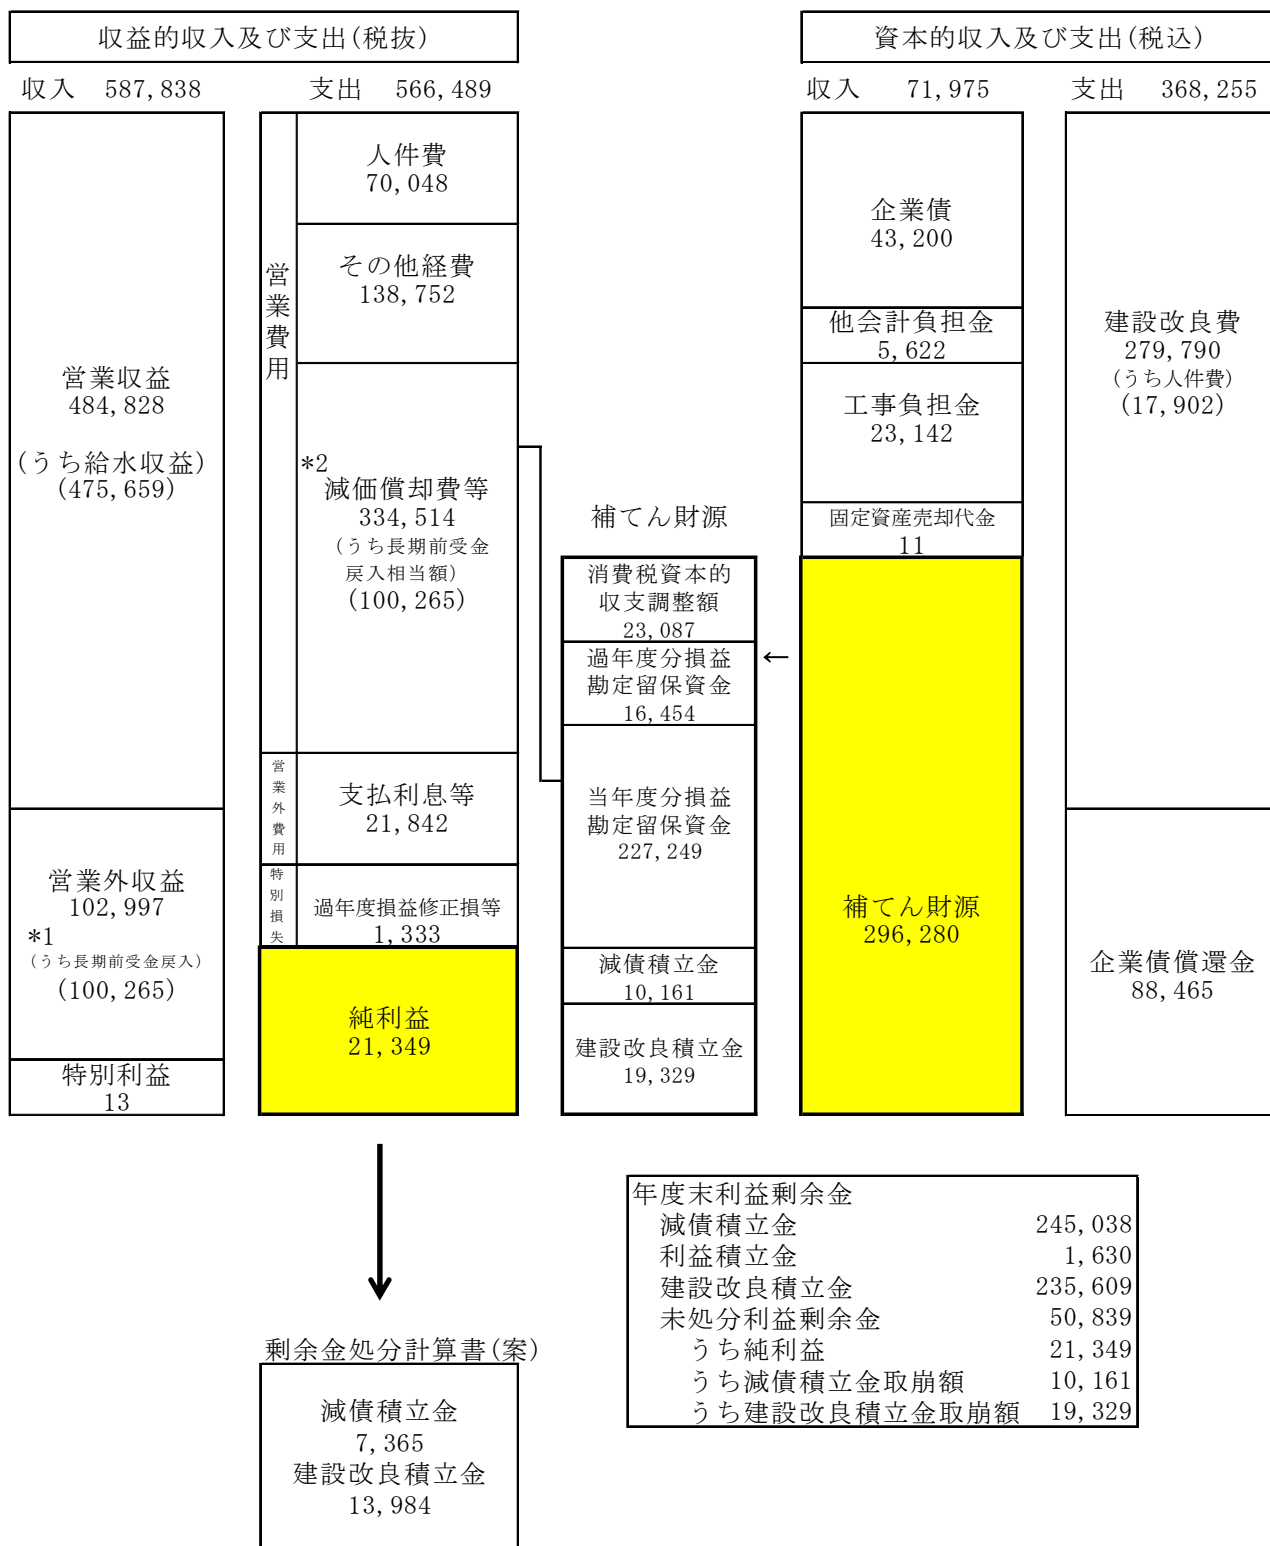 収益的収入及び支出(税抜)
収入 587,838 支出 566,489
営業収益
484,828
(うち給水収益)
(475,659)
営業外収益
102,997
*1
(うち長期前受金戻入)
(100,265)
特別利益
13
営業費用
人件費
70,048
その他経費
138,752
*2
減価償却費等
334,514
(うち長期前受金
戻入相当額)
(100,265)
営業外費用
支払利息等
21,842
特別損失
過年度損益修正損等
1,333
純利益
21,349
補てん財源
消費税資本的
収支調整額
23,087
過年度分損益
勘定留保資金
16,454
当年度分損益
勘定留保資金
227,249
減債積立金
10,161
建設改良積立金
19,329
←
資本的収入及び支出(税込)
収入 71,975 支出 368,255
企業債
43,200
他会計負担金
5,622
工事負担金
23,142
固定資産売却代金
11
補てん財源
296,280
建設改良費
279,790
(うち人件費)
(17,902)
企業債償還金
88,465
剰余金処分計算書(案)
減債積立金
7,365
建設改良積立金
13,984
年度末利益剰余金
減債積立金 245,038
利益積立金 1,630
建設改良積立金 235,609
未処分利益剰余金 50,839
うち純利益 21,349
うち減債積立金取崩額 10,161
うち建設改良積立金取崩額 19,329